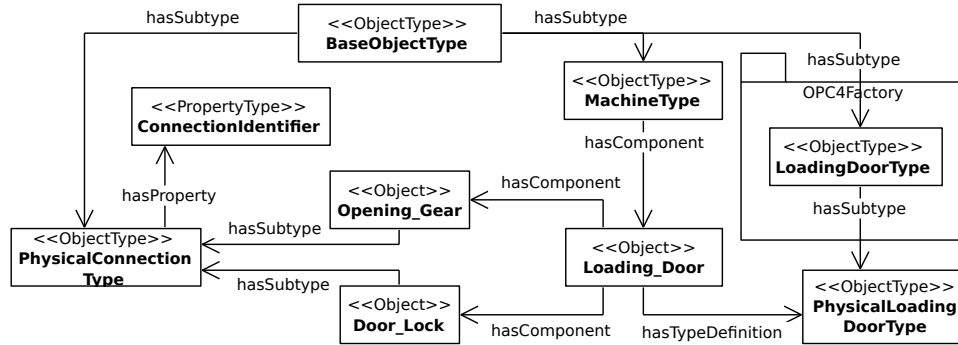 hasSubtype
<<ObjectType>>
BaseObjectType
hasSubtype
hasSubtype
<<ObjectType>>
MachineType
OPC4Factory
<<PropertyType>>
ConnectionIdentifier
hasComponent
<<ObjectType>>
LoadingDoorType
hasProperty
<<Object>>
Opening_Gear
hasComponent
hasSubtype
hasSubtype
<<ObjectType>>
PhysicalConnection
Type
<<Object>>
Loading_Door
hasSubtype
<<Object>>
Door_Lock
hasComponent
hasTypeDefinition
<<ObjectType>>
PhysicalLoading
DoorType